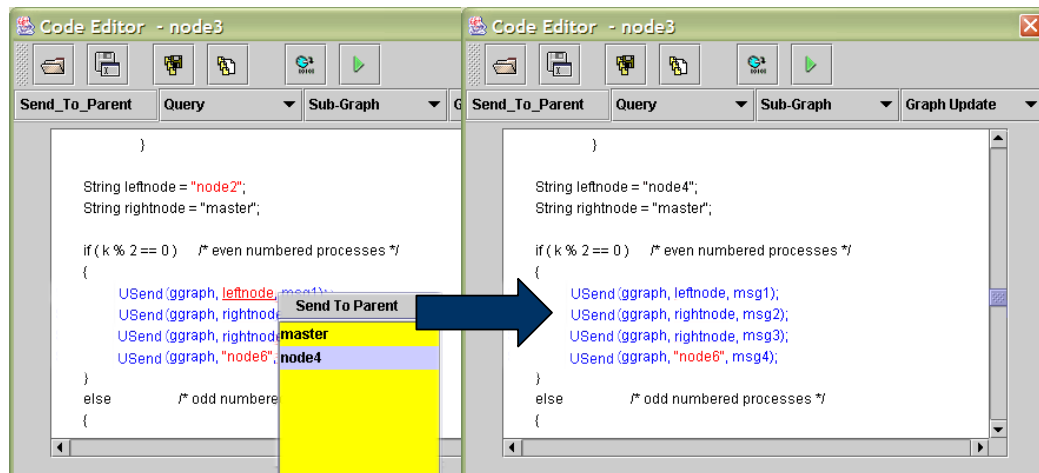 Code Editor - node3
Send_To_Parent Query Sub-Graph G
}
String leftnode = "node2";
String rightnode = "master";
if ( k % 2 == 0 ) /* even numbered processes */
{
USend (ggraph, leftnode, msg1);
USend (ggraph, rightnode
USend (ggraph, rightnode
USend (ggraph, "node6",
}
else /* odd numbere
{
Send To Parent
master
node4
Code Editor - node3
Send_To_Parent Query Sub-Graph Graph Update
}
String leftnode = "node4";
String rightnode = "master";
if ( k % 2 == 0 ) /* even numbered processes */
{
USend (ggraph, leftnode, msg1);
USend (ggraph, rightnode, msg2);
USend (ggraph, rightnode, msg3);
USend (ggraph, "node6", msg4);
}
else /* odd numbered processes */
{